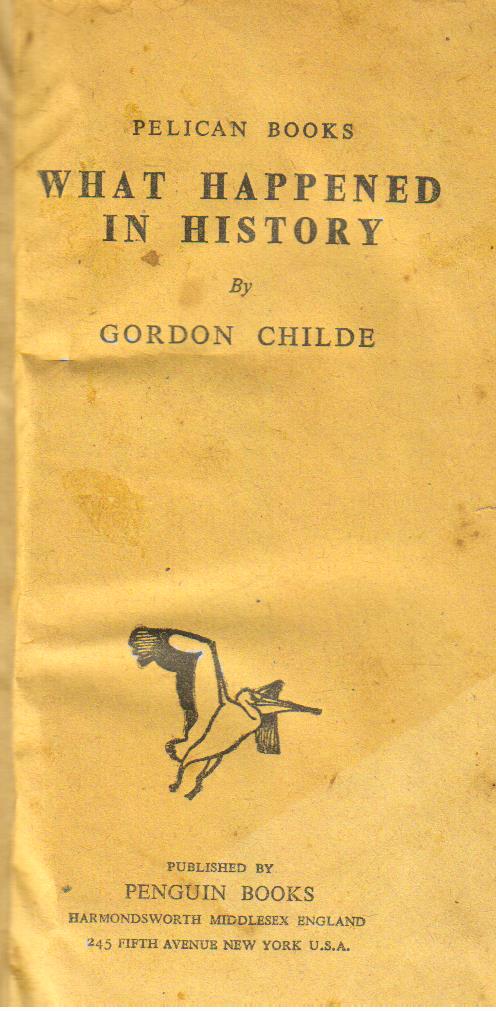 PELICAN BOOKS
WHAT HAPPENED
IN HISTORY
By
GORDON CHILDE
PUBLISHED BY
PENGUIN BOOKS
HARMONDSWORTH MIDDLESEX ENGLAND
245 FIFTH AVENUE NEW YORK U.S.A.